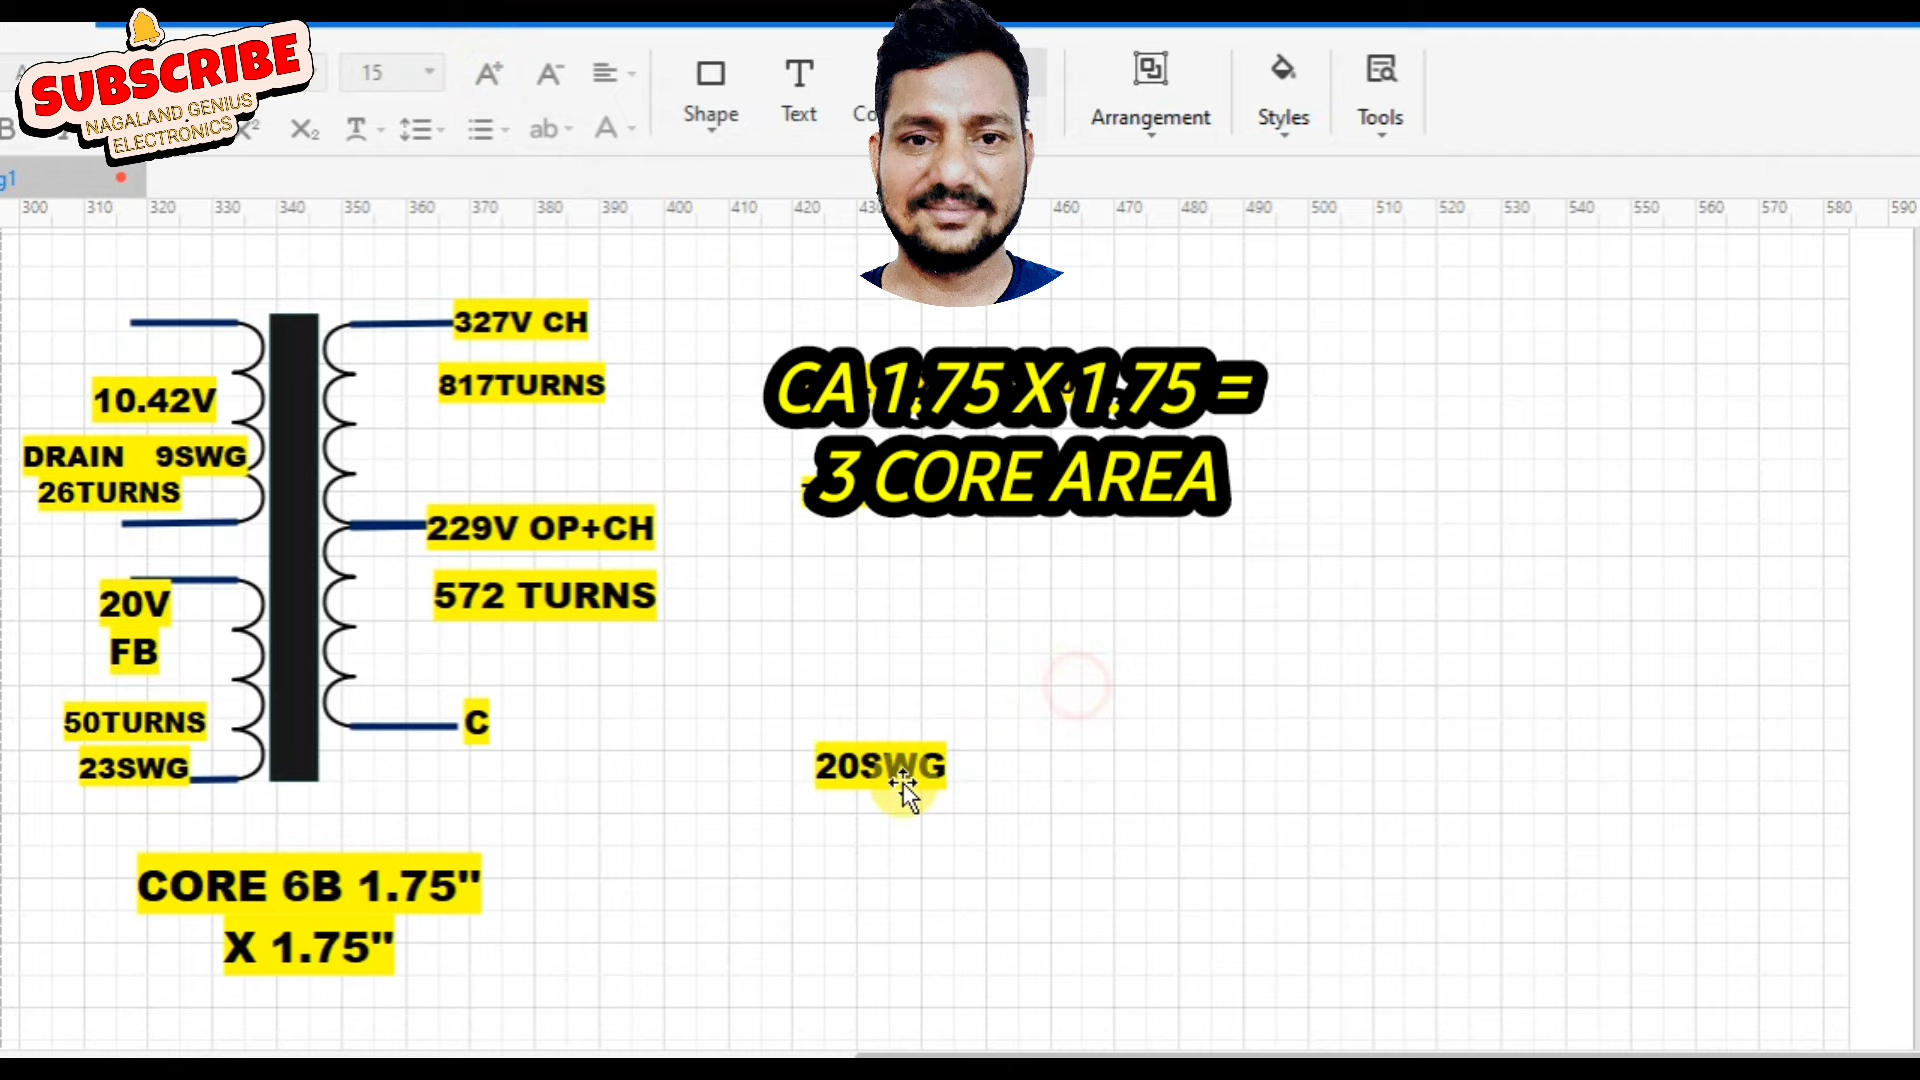 SUBSCRIBE
NAGALAND GENIUS
ELECTRONICS
15
Shape
Text
Arrangement
Styles
Tools
g1
300 310 320 330 340 350 360 370 380 390 400 410 420 430 460 470 480 490 500 510 520 530 540 550 560 570 580 590
327V CH
817TURNS
10.42V
DRAIN 9SWG
26TURNS
229V OP+CH
572 TURNS
20V
FB
50TURNS
23SWG
C
CA 1.75 X 1.75 =
3 CORE AREA
20SWG
CORE 6B 1.75"
X 1.75"